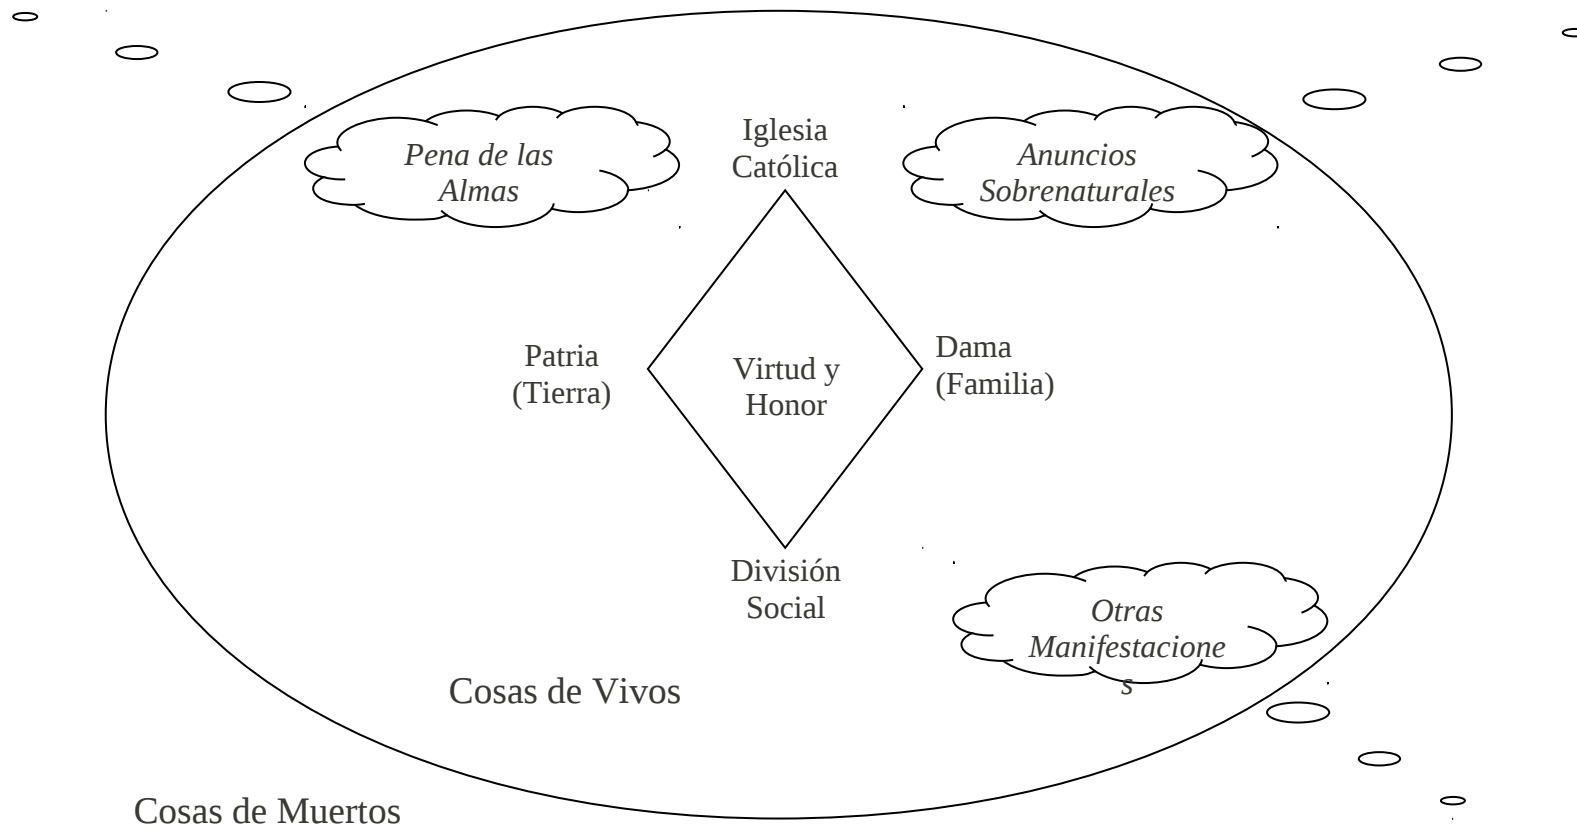 Pena de las
Almas
Iglesia
Católica
Anuncios
Sobrenaturales
Patria
(Tierra)
Virtud y
Honor
Dama
(Familia)
División
Social
Otras
Manifestacione
s
Cosas de Vivos
Cosas de Muertos